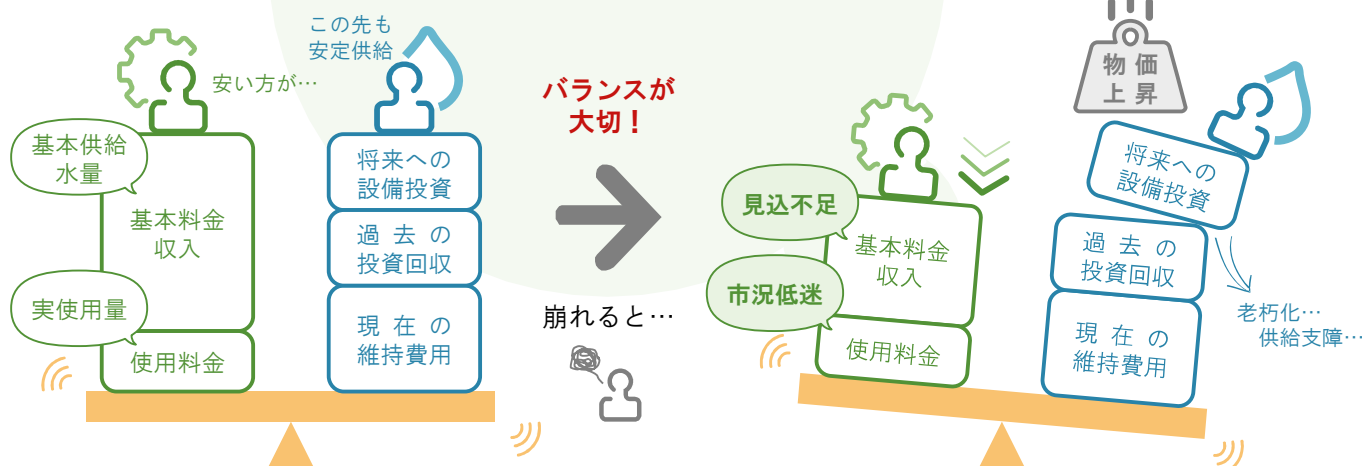 安い方が…
この先も
安定供給
基本供給
水量
基本料金
収入
実使用量
使用料金
将来への
設備投資
過去の
投資回収
現在の
維持費用
バランスが
大切！
崩れると…
見込不足
市況低迷
基本料金
収入
使用料金
物価
上昇
将来への
設備投資
過去の
投資回収
現在の
維持費用
老朽化…
供給支障…